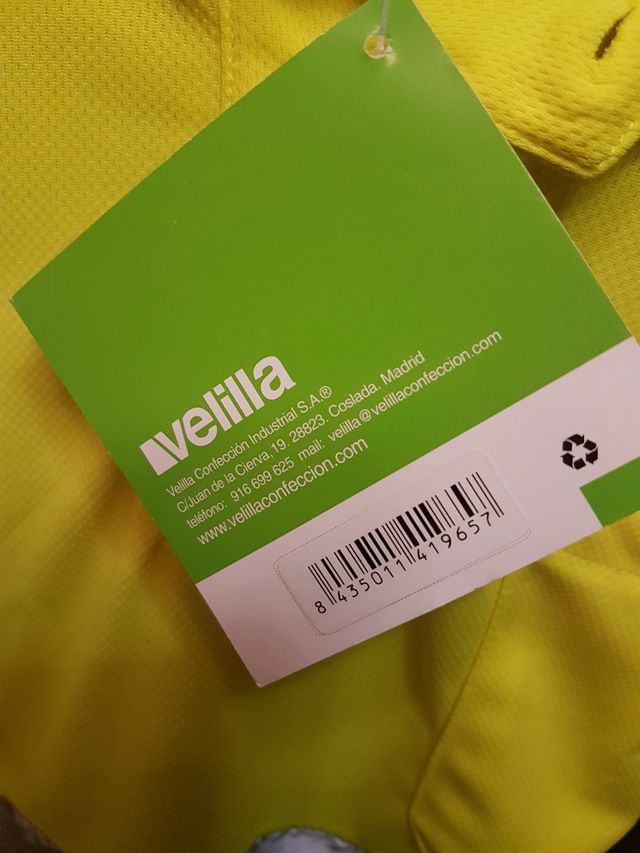 velilla
Velilla Confección Industrial S.A.®
C/Juan de la Cierva, 19. 28823. Coslada. Madrid
teléfono: 916 699 625 mail: velilla@velillaconfeccion.com
www.velillaconfeccion.com
8 435011 419657